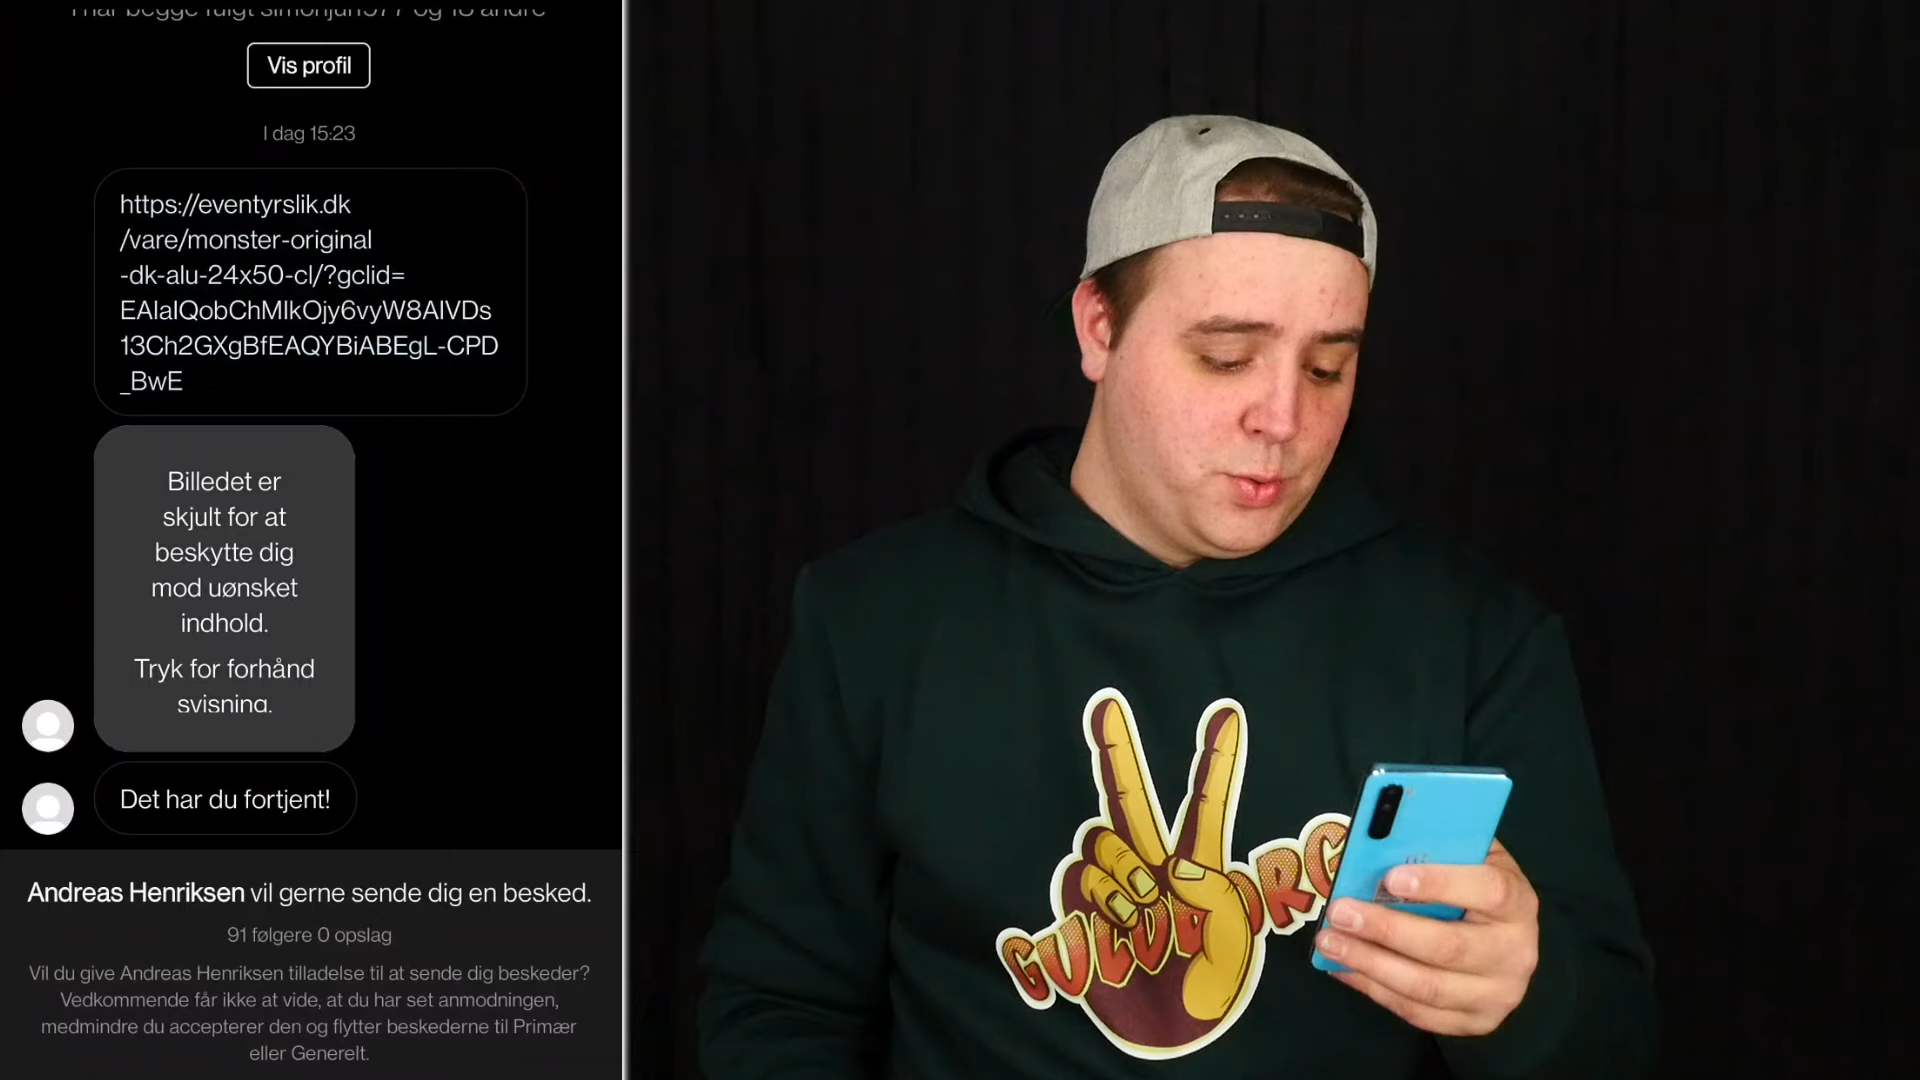 Vis profil
I dag 15:23
https://eventyrslik.dk
/vare/monster-original
-dk-alu-24x50-cl/?gclid=
EAIaIQobChMIkOjy6vyW8AIVDs
13Ch2GXgBfEAQYBiABEgL-CPD
_BwE
Billedet er
skjult for at
beskytte dig
mod uønsket
indhold.
Tryk for forhånd
svisning.
Det har du fortjent!
Andreas Henriksen vil gerne sende dig en besked.
91 følgere 0 opslag
Vil du give Andreas Henriksen tilladelse til at sende dig beskeder?
Vedkommende får ikke at vide, at du har set anmodningen,
medmindre du accepterer den og flytter beskederne til Primær
eller Generelt.